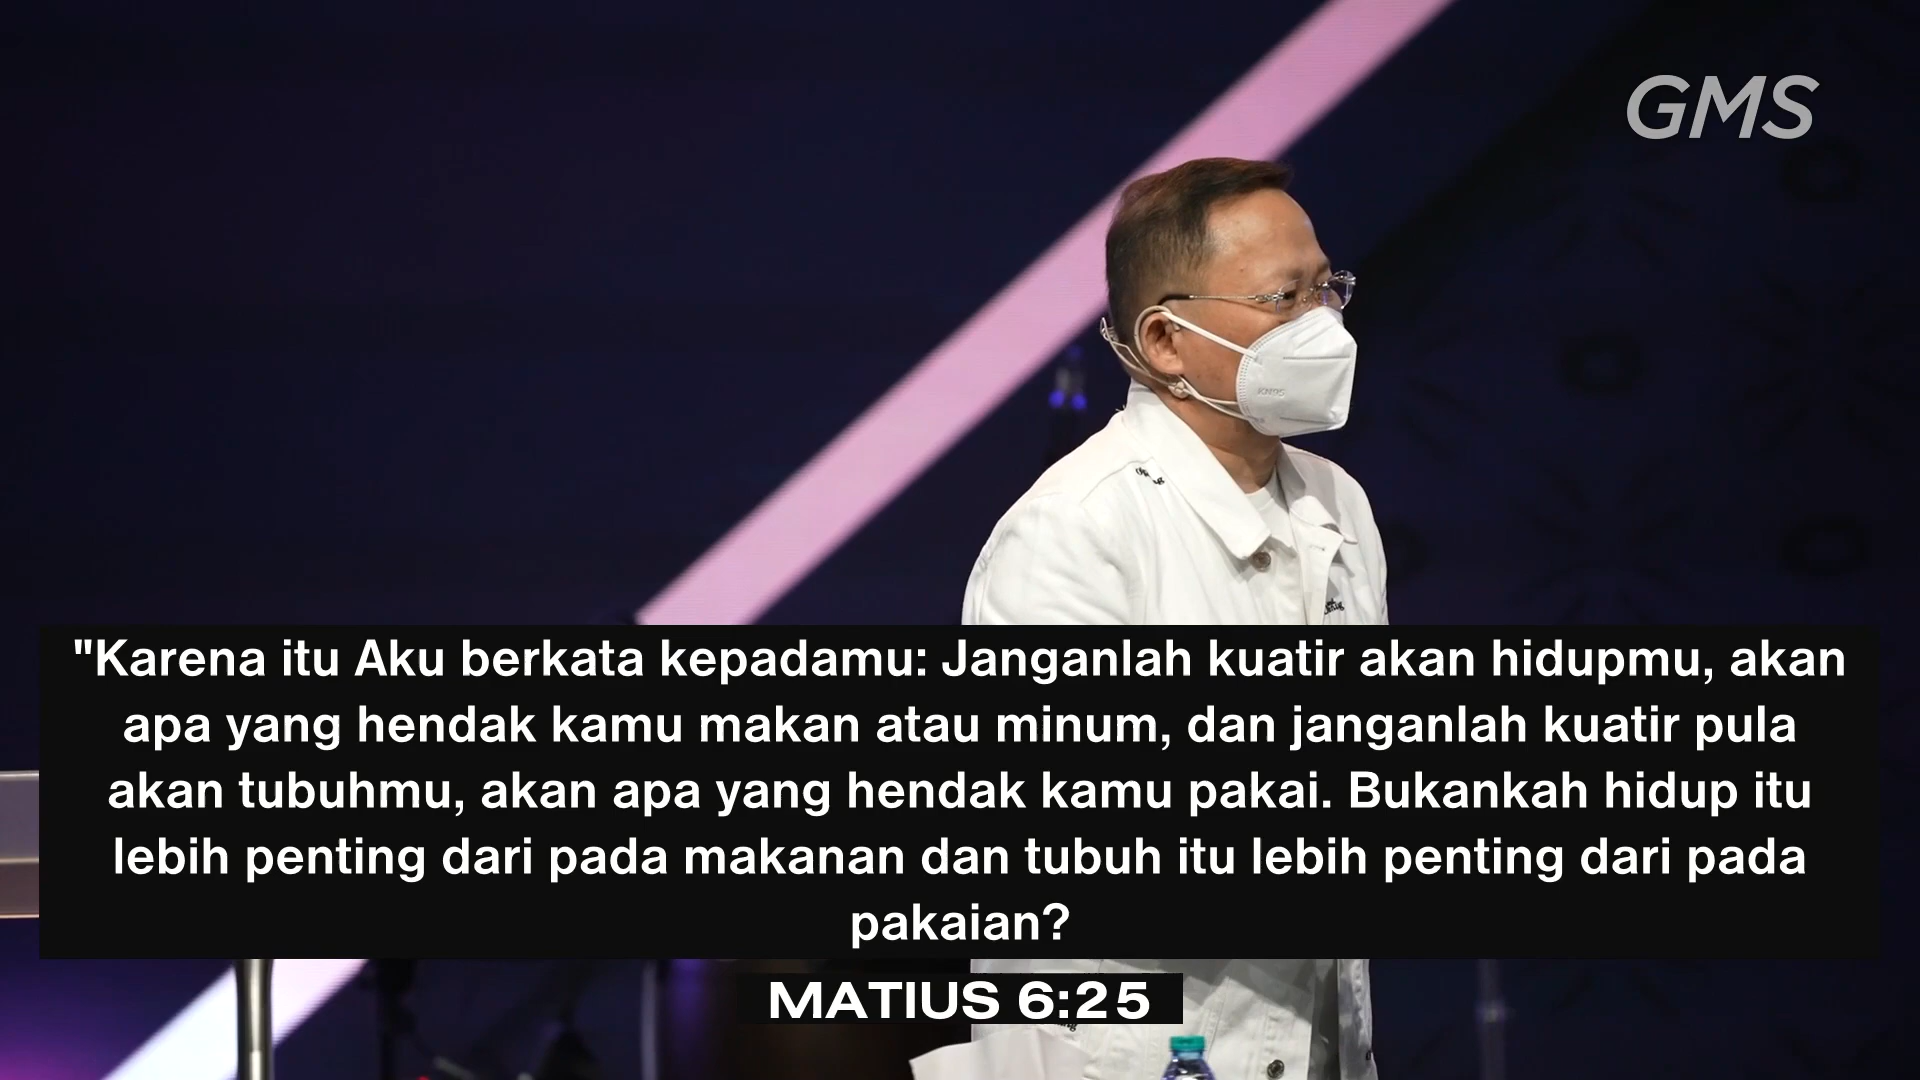 GMS
KN95
"Karena itu Aku berkata kepadamu: Janganlah kuatir akan hidupmu, akan
apa yang hendak kamu makan atau minum, dan janganlah kuatir pula
akan tubuhmu, akan apa yang hendak kamu pakai. Bukankah hidup itu
lebih penting dari pada makanan dan tubuh itu lebih penting dari pada
pakaian?
MATIUS 6:25